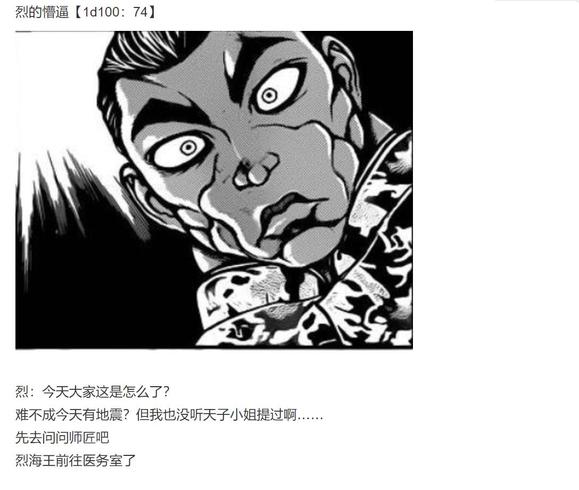 烈的懵逼【1d100：74】
烈：今天大家这是怎么了？
难不成今天有地震？但我也没听天子小姐提过啊……
先去问问师匠吧
烈海王前往医务室了